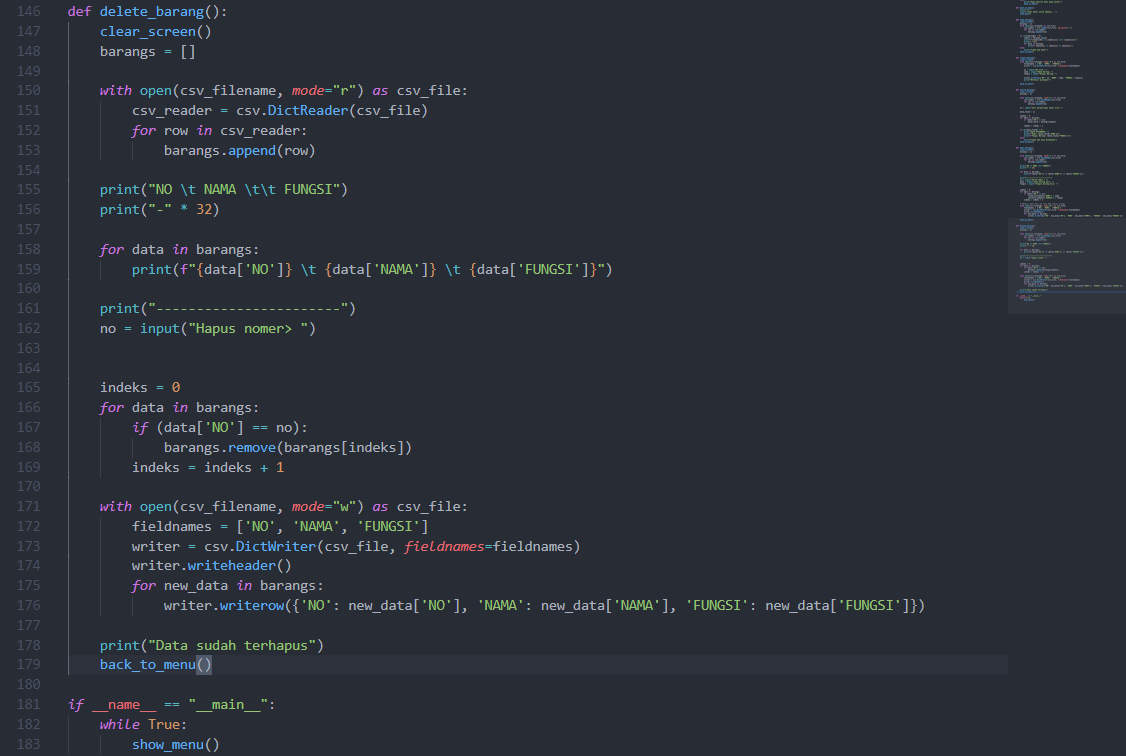 146 def delete_barang():
147     clear_screen()
148     barangs = []
149
150     with open(csv_filename, mode="r") as csv_file:
151         csv_reader = csv.DictReader(csv_file)
152         for row in csv_reader:
153             barangs.append(row)
154
155     print("NO \t NAMA \t\t FUNGSI")
156     print("-" * 32)
157
158     for data in barangs:
159         print(f"{data['NO']} \t {data['NAMA']} \t {data['FUNGSI']}")
160
161     print("-----------------------")
162     no = input("Hapus nomer> ")
163
164
165     indeks = 0
166     for data in barangs:
167         if (data['NO'] == no):
168             barangs.remove(barangs[indeks])
169         indeks = indeks + 1
170
171     with open(csv_filename, mode="w") as csv_file:
172         fieldnames = ['NO', 'NAMA', 'FUNGSI']
173         writer = csv.DictWriter(csv_file, fieldnames=fieldnames)
174         writer.writeheader()
175         for new_data in barangs:
176             writer.writerow({'NO': new_data['NO'], 'NAMA': new_data['NAMA'], 'FUNGSI': new_data['FUNGSI']})
177
178     print("Data sudah terhapus")
179     back_to_menu()
180
181 if __name__ == "__main__":
182     while True:
183         show_menu()